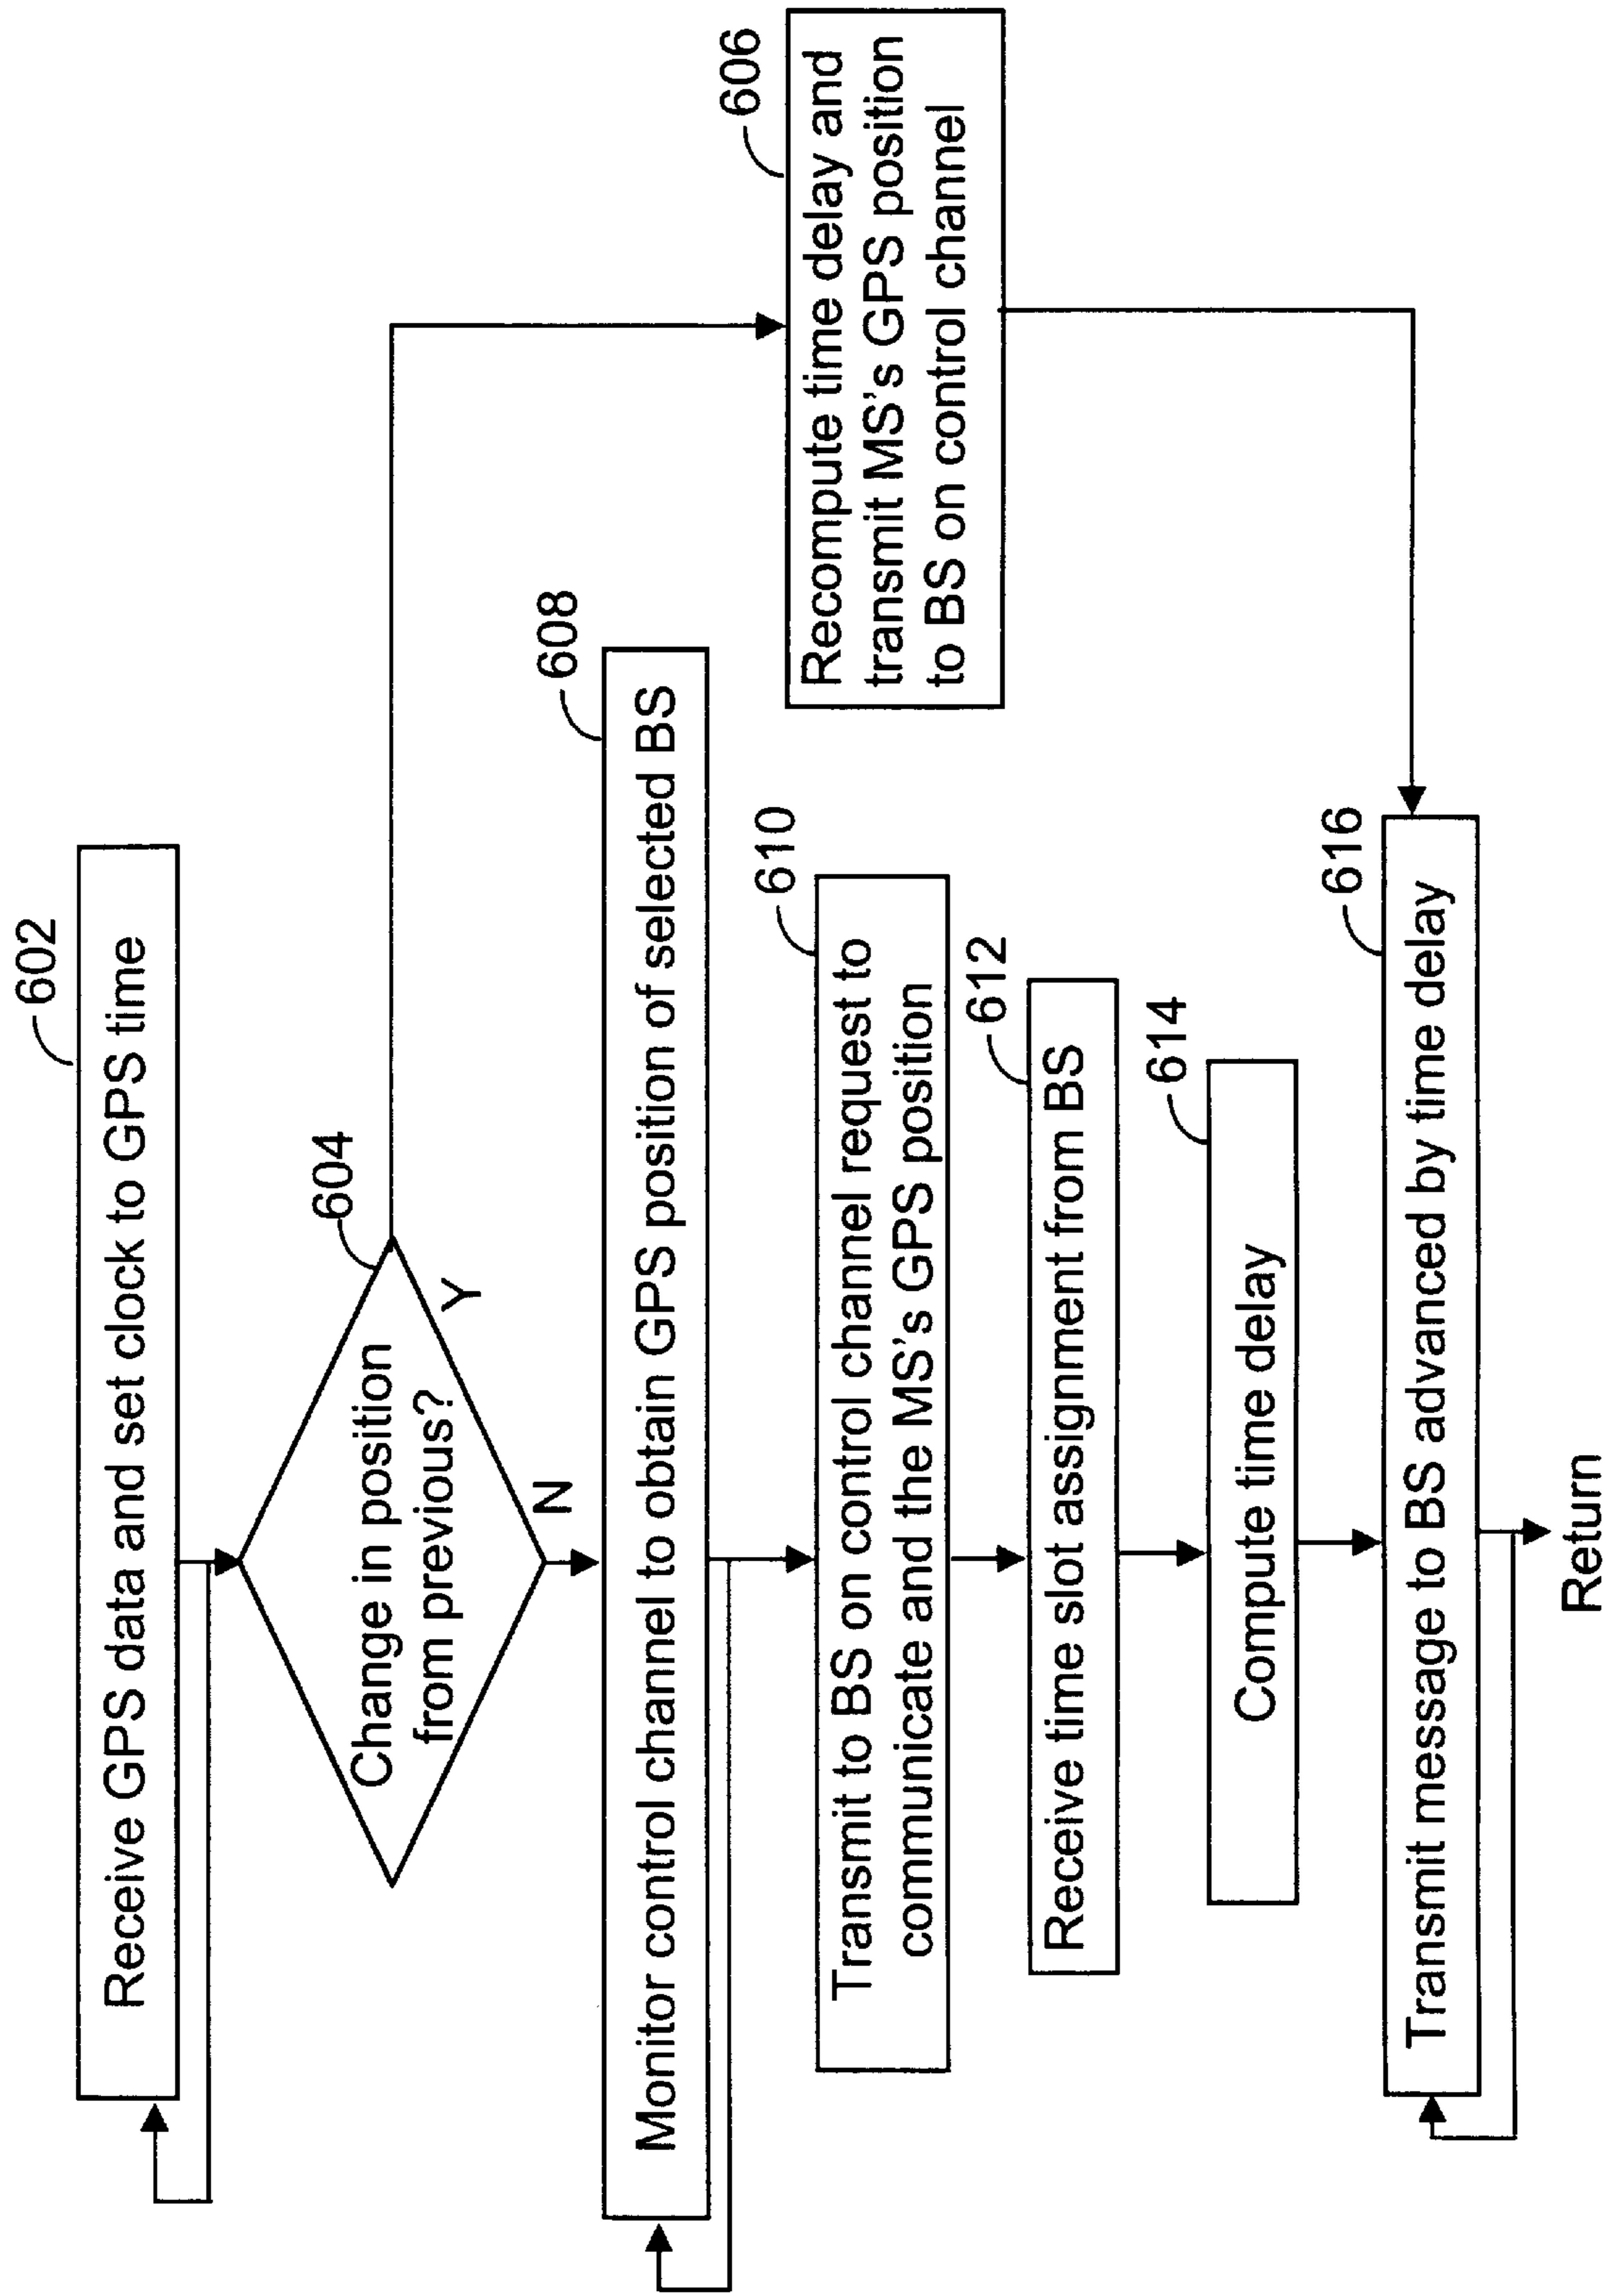 602
Receive GPS data and set clock to GPS time
604
Change in position
from previous?
Y
N
606
Recompute time delay and
transmit MS's GPS position
to BS on control channel
608
Monitor control channel to obtain GPS position of selected BS
610
Transmit to BS on control channel request to
communicate and the MS's GPS position
612
Receive time slot assignment from BS
614
Compute time delay
616
Transmit message to BS advanced by time delay
Return